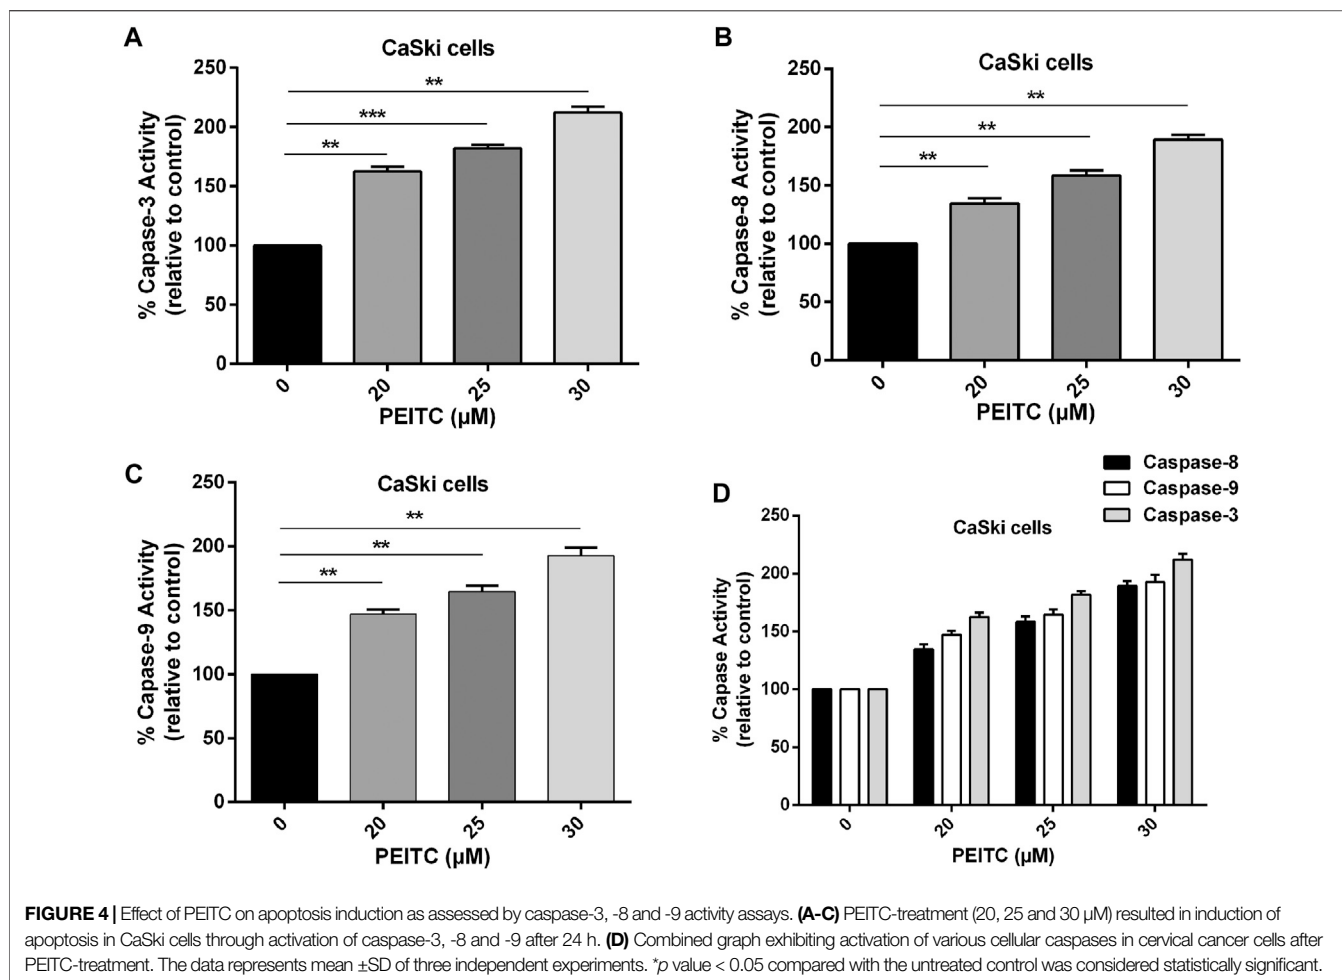 A
CaSki cells
% Capase-3 Activity
(relative to control)
250
200
150
100
50
0
**
***
**
0
20
25
30
PEITC (µM)
B
CaSki cells
% Capase-8 Activity
(relative to control)
250
200
150
100
50
0
**
**
**
0
20
25
30
PEITC (µM)
C
CaSki cells
% Capase-9 Activity
(relative to control)
250
200
150
100
50
0
**
**
**
0
20
25
30
PEITC (µM)
D
Caspase-8
Caspase-9
Caspase-3
CaSki cells
% Capase Activity
(relative to control)
250
200
150
100
50
0
0
20
25
30
PEITC (µM)
FIGURE 4 | Effect of PEITC on apoptosis induction as assessed by caspase-3, -8 and -9 activity assays. (A-C) PEITC-treatment (20, 25 and 30 µM) resulted in induction of
apoptosis in CaSki cells through activation of caspase-3, -8 and -9 after 24 h. (D) Combined graph exhibiting activation of various cellular caspases in cervical cancer cells after
PEITC-treatment. The data represents mean ±SD of three independent experiments. *p value < 0.05 compared with the untreated control was considered statistically significant.